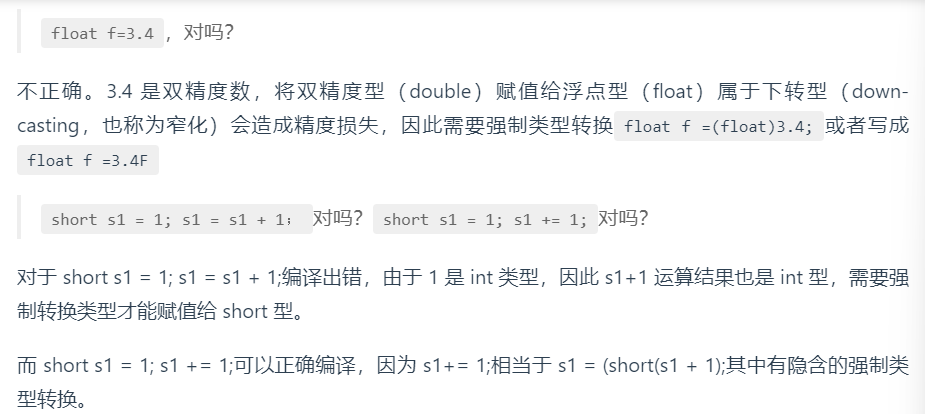 float f=3.4 ，对吗？
不正确。3.4 是双精度数，将双精度型（double）赋值给浮点型（float）属于下转型（down-
casting，也称为窄化）会造成精度损失，因此需要强制类型转换 float f =(float)3.4; 或者写成
float f =3.4F
short s1 = 1; s1 = s1 + 1； 对吗？ short s1 = 1; s1 += 1; 对吗？
对于 short s1 = 1; s1 = s1 + 1;编译出错，由于 1 是 int 类型，因此 s1+1 运算结果也是 int 型，需要强
制转换类型才能赋值给 short 型。
而 short s1 = 1; s1 += 1;可以正确编译，因为 s1+= 1;相当于 s1 = (short(s1 + 1);其中有隐含的强制类
型转换。